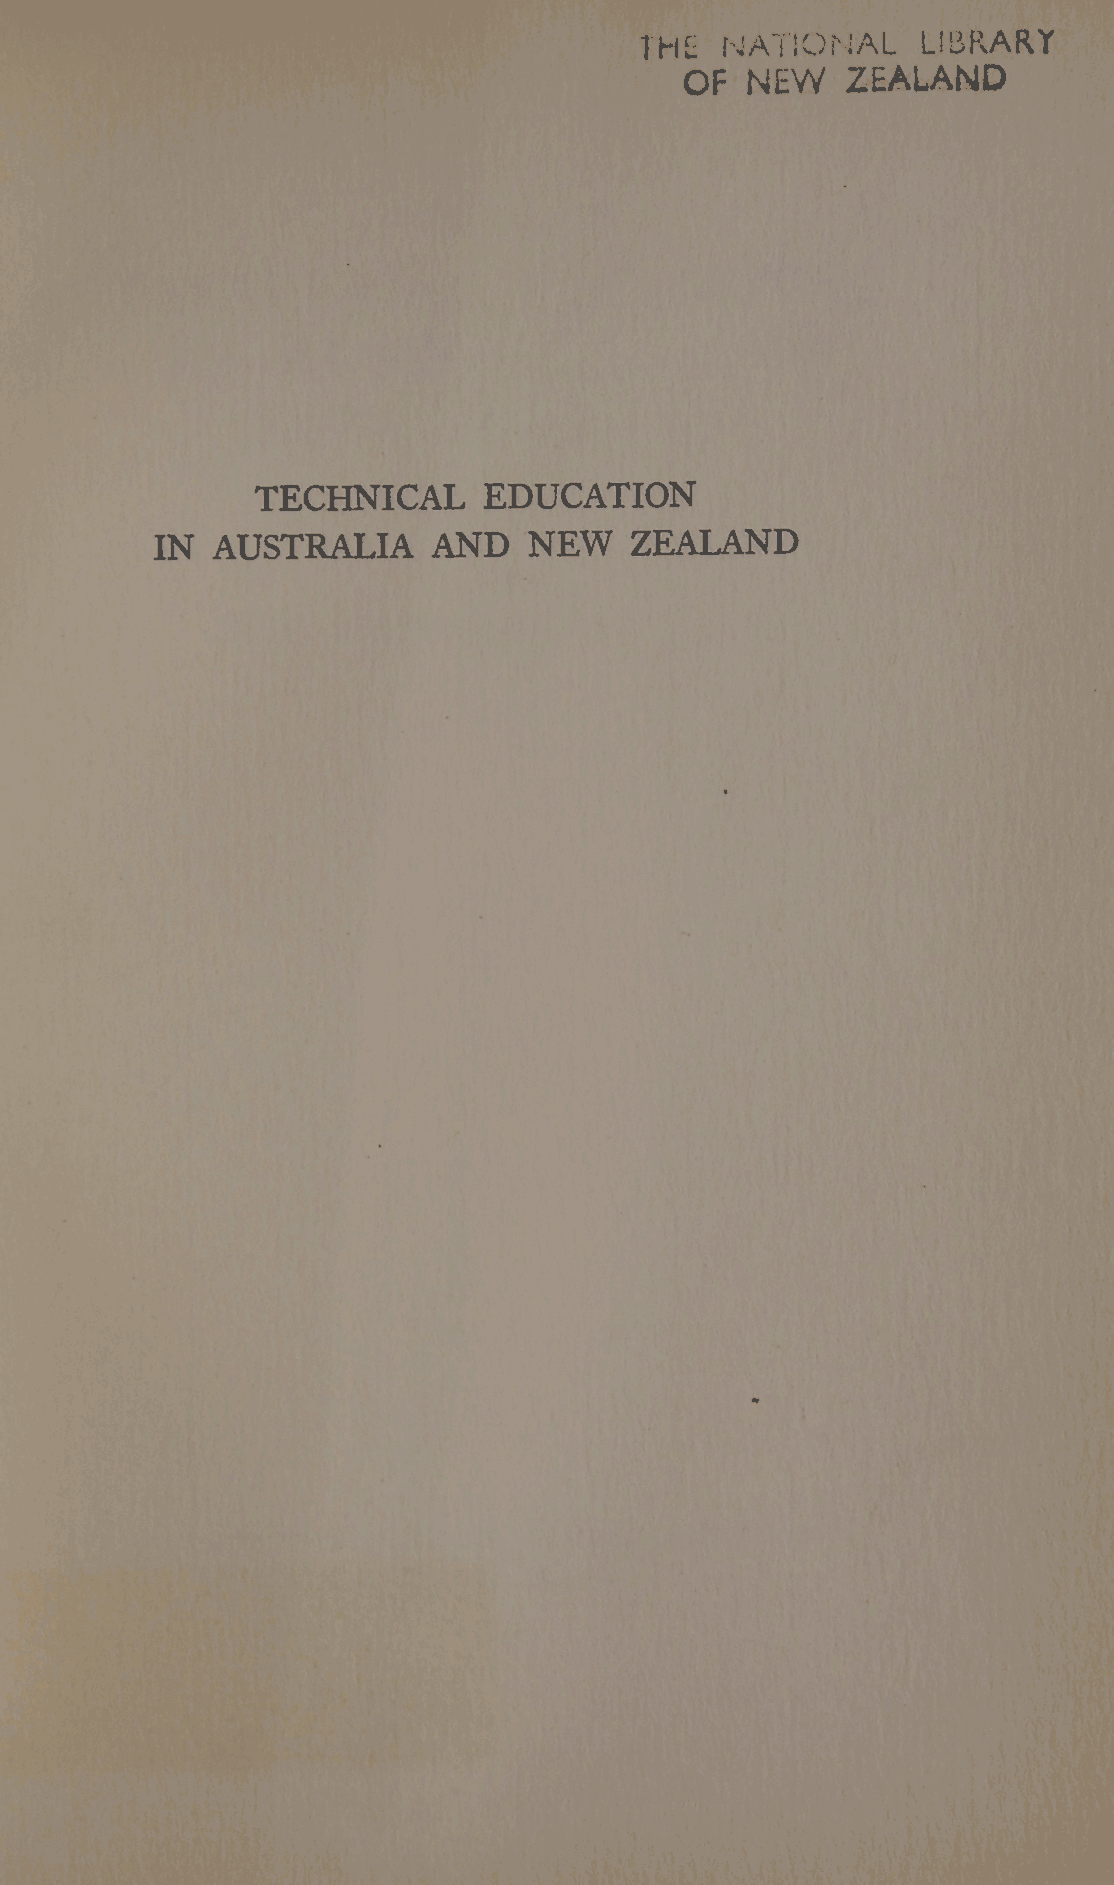 THE NATIONAL LIBRARY
OF NEW ZEALAND
TECHNICAL EDUCATION
IN AUSTRALIA AND NEW ZEALAND